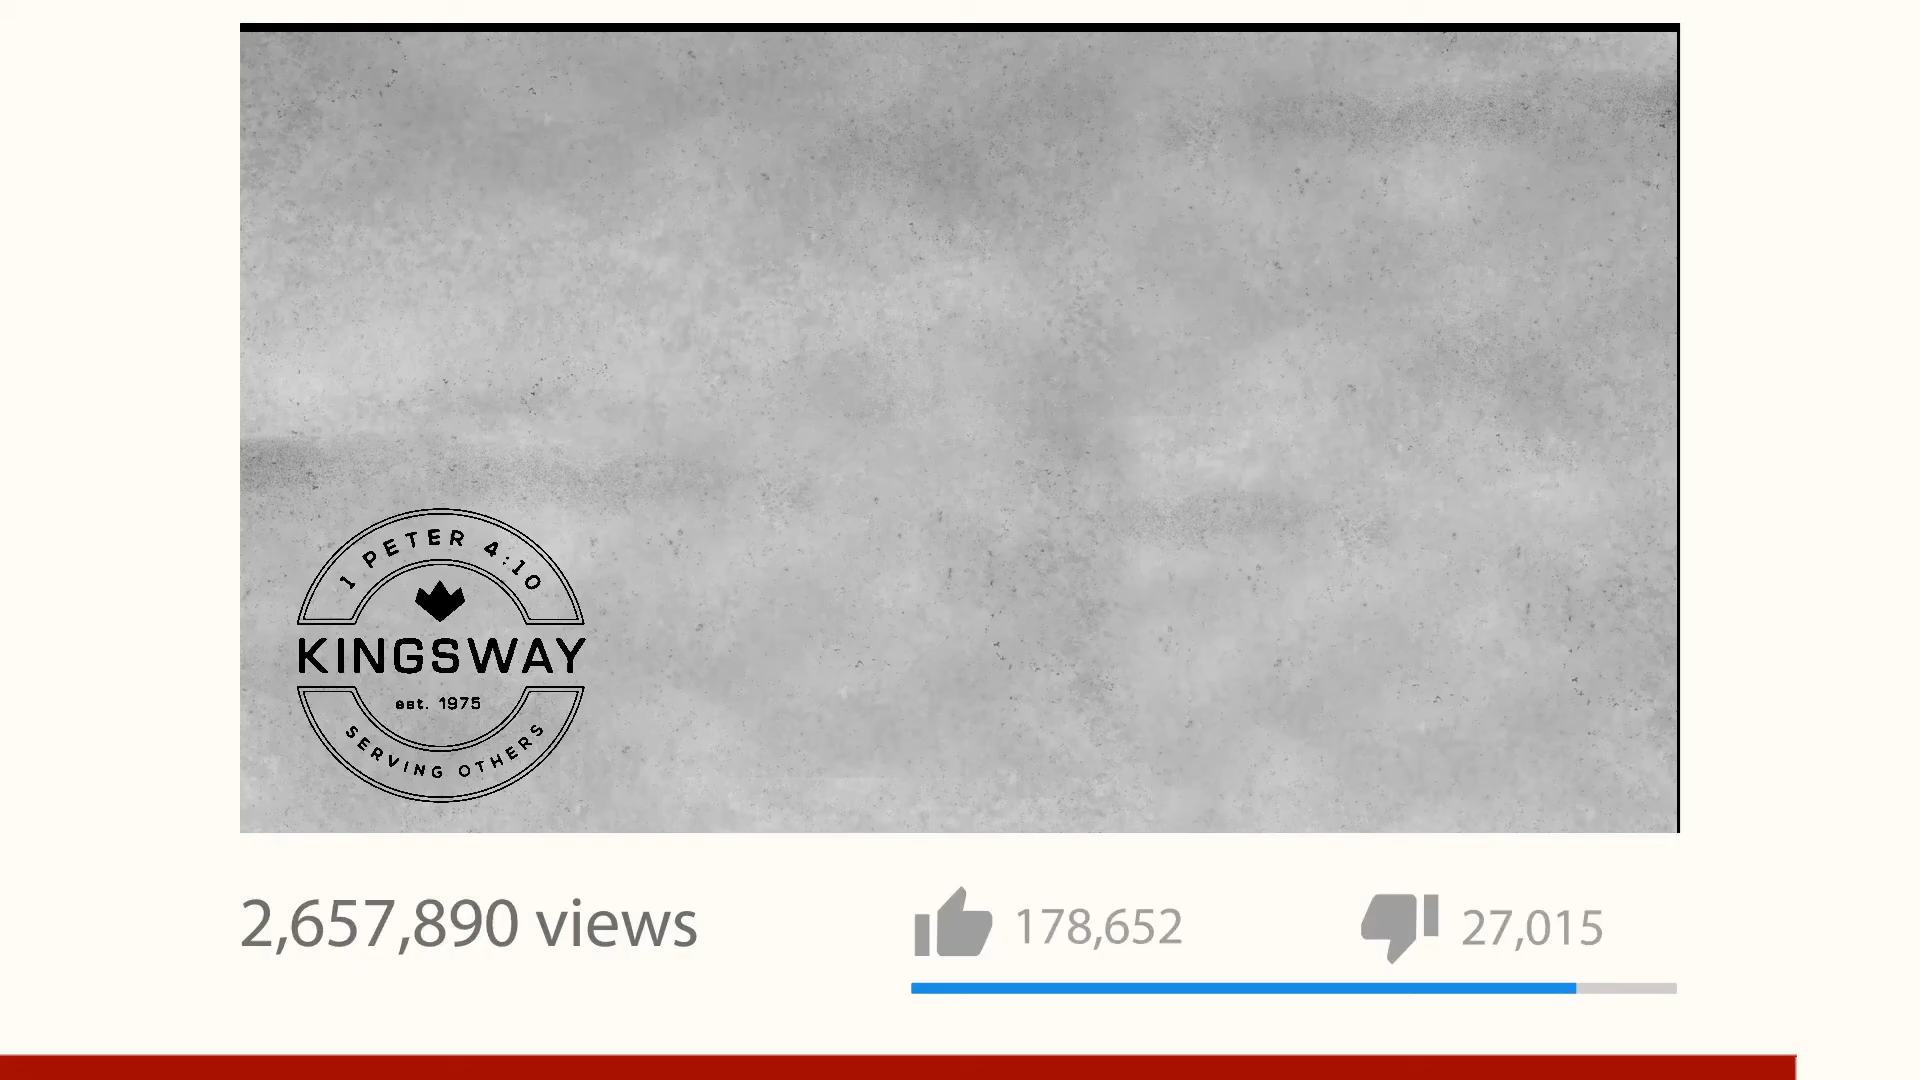 1 PETER 4:10
KINGSWAY
est. 1975
SERVING OTHERS
2,657,890 views
178,652
27,015